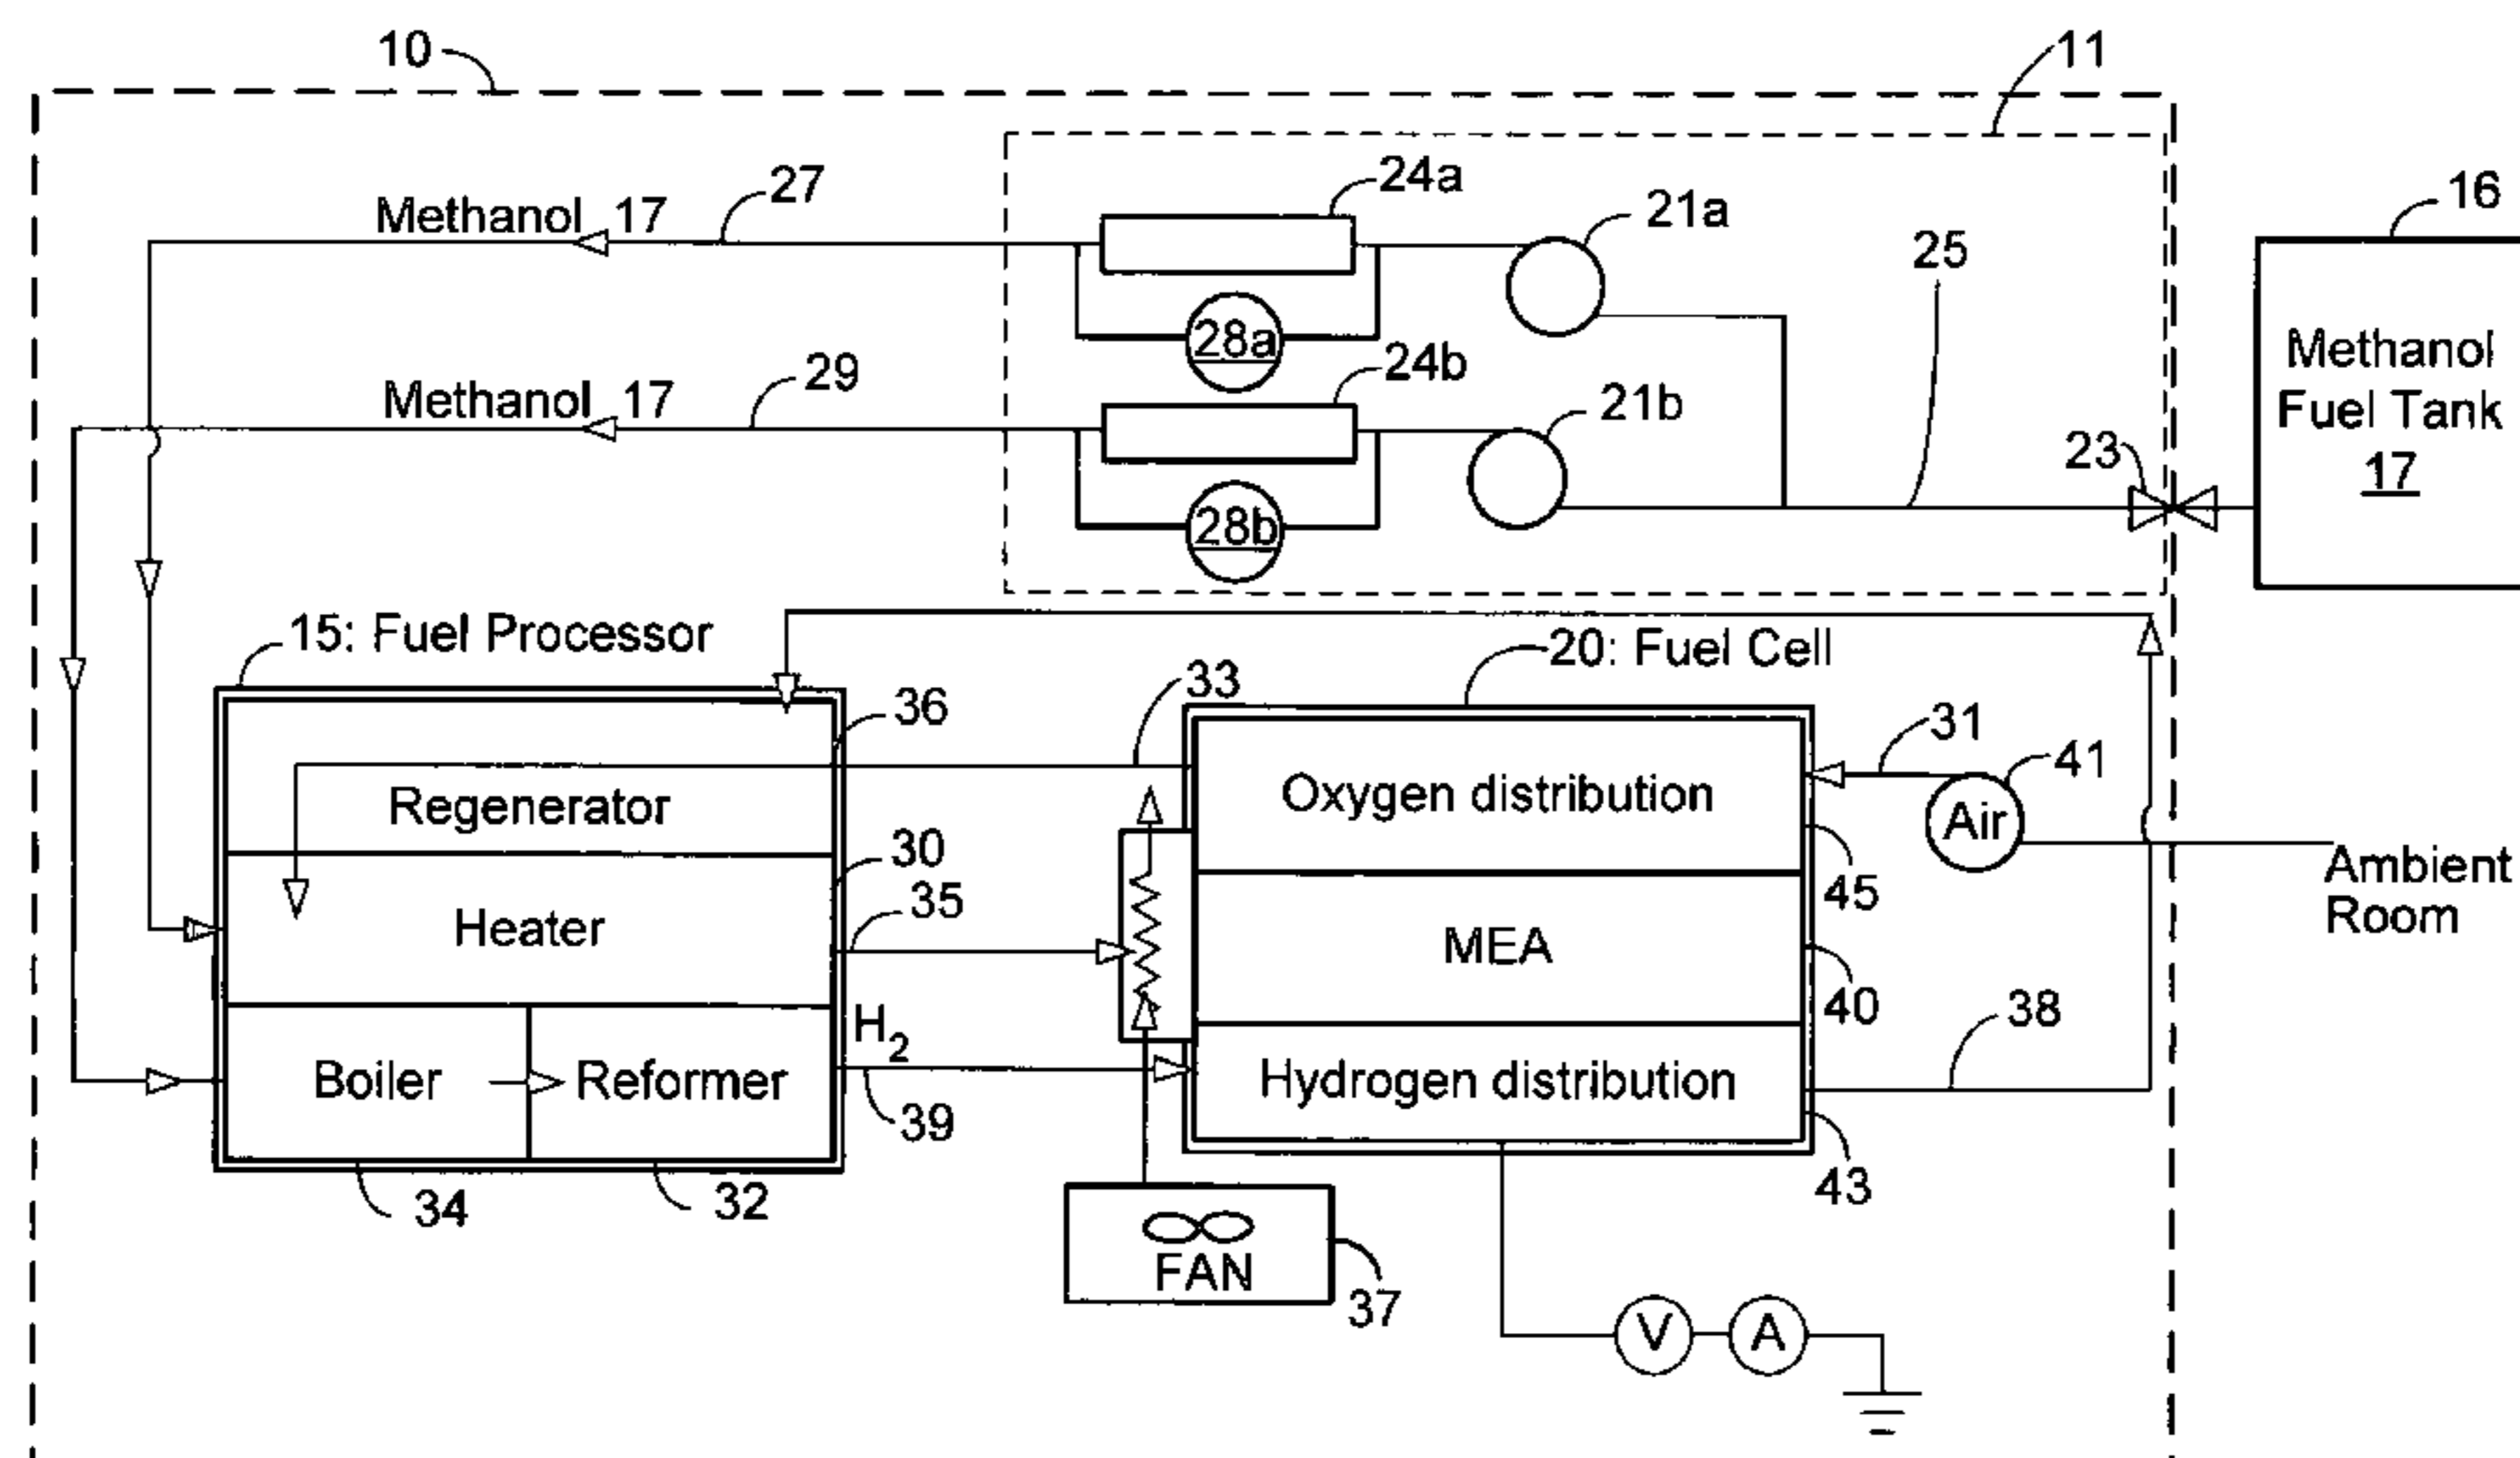 10
11
24a
27
Methanol 17
21a
16
25
Methanol
Fuel Tank
17
28a
24b
29
Methanol 17
21b
23
28b
15: Fuel Processor
20: Fuel Cell
33
36
31
41
Oxygen distribution
Regenerator
Air
30
Ambient
Room
35
45
Heater
MEA
40
H2
38
Boiler
Reformer
Hydrogen distribution
39
43
34
32
FAN
37
V
A